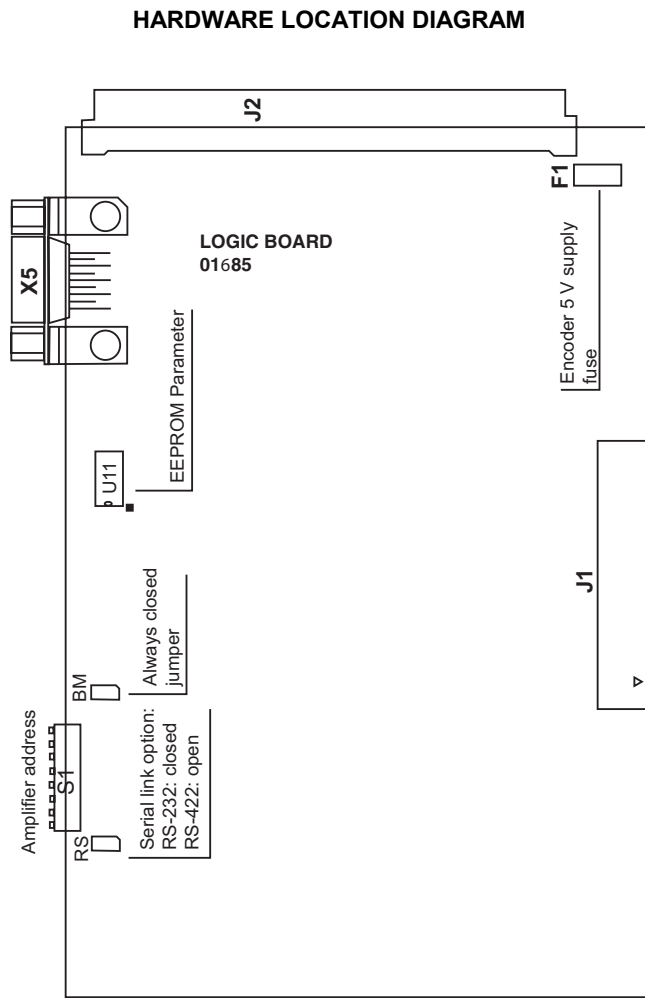 HARDWARE LOCATION DIAGRAM
J2
F1
X5
LOGIC BOARD
01685
Encoder 5 V supply
fuse
EEPROM Parameter
U11
J1
Always closed
jumper
BM
Amplifier address
S1
Serial link option:
RS-232: closed
RS-422: open
RS